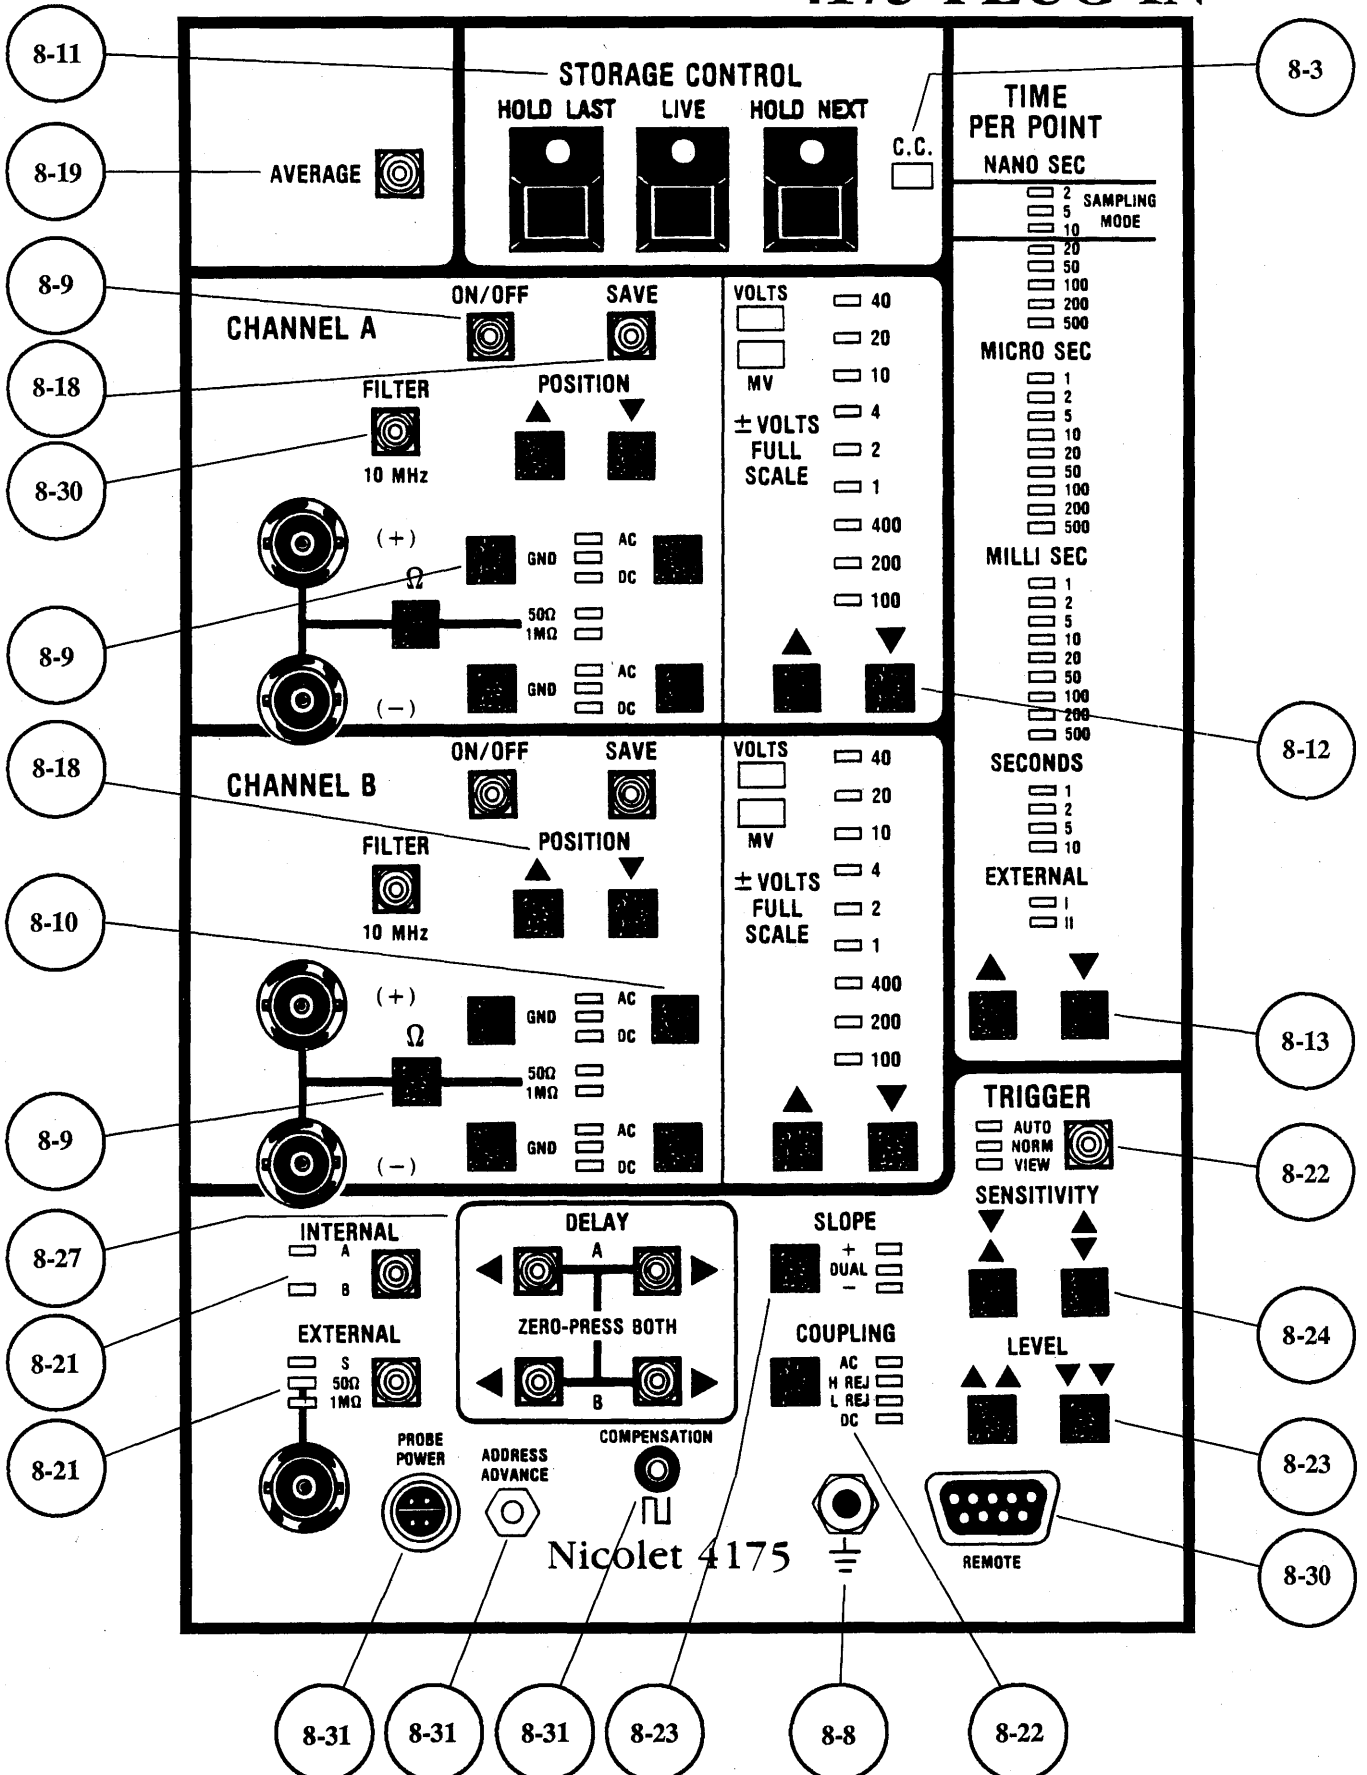 8-11
8-19
8-9
8-18
8-30
8-9
8-18
8-10
8-9
8-27
8-21
8-21
STORAGE CONTROL
HOLD LAST LIVE HOLD NEXT
C.C.
AVERAGE
CHANNEL A
ON/OFF SAVE
FILTER
10 MHz
POSITION
(+)
Ω
GND
AC
DC
50Ω
1MΩ
(−)
GND
AC
DC
VOLTS
MV
± VOLTS
FULL
SCALE
40
20
10
4
2
1
400
200
100
CHANNEL B
ON/OFF SAVE
FILTER
10 MHz
POSITION
(+)
Ω
GND
AC
DC
50Ω
1MΩ
(−)
GND
AC
DC
VOLTS
MV
± VOLTS
FULL
SCALE
40
20
10
4
2
1
400
200
100
TIME
PER POINT
NANO SEC
2
5
10
SAMPLING
MODE
20
50
100
200
500
MICRO SEC
1
2
5
10
20
50
100
200
500
MILLI SEC
1
2
5
10
20
50
100
200
500
SECONDS
1
2
5
10
EXTERNAL
I
II
TRIGGER
AUTO
NORM
VIEW
SENSITIVITY
LEVEL
INTERNAL
A
B
EXTERNAL
S
50Ω
1MΩ
DELAY
A
ZERO-PRESS BOTH
B
SLOPE
+
DUAL
−
COUPLING
AC
H REJ
L REJ
DC
PROBE
POWER
ADDRESS
ADVANCE
COMPENSATION
Nicolet 4175
REMOTE
8-3
8-12
8-13
8-22
8-24
8-23
8-30
8-31
8-31
8-31
8-23
8-8
8-22